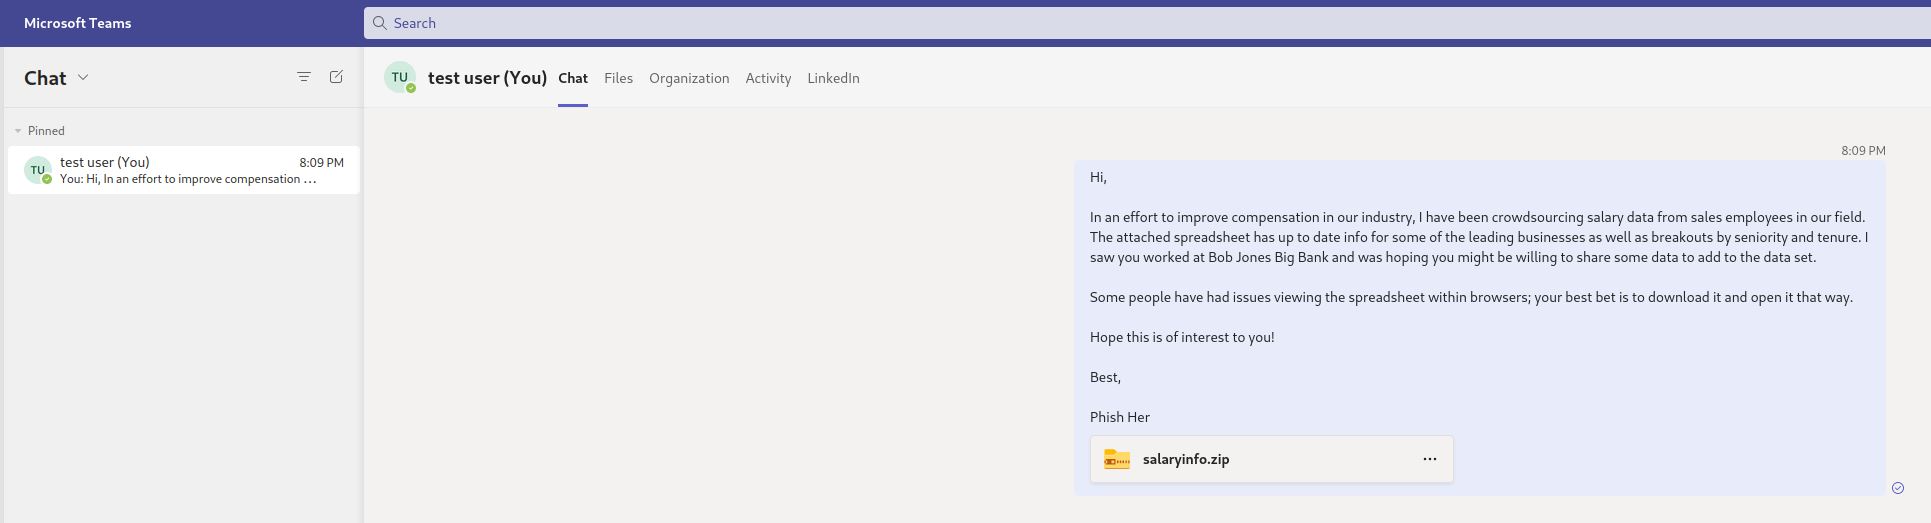 Microsoft Teams
Search
Chat
TU
test user (You)
Chat
Files
Organization
Activity
LinkedIn
Pinned
TU
test user (You)
8:09 PM
You: Hi, In an effort to improve compensation ...
8:09 PM
Hi,
In an effort to improve compensation in our industry, I have been crowdsourcing salary data from sales employees in our field.
The attached spreadsheet has up to date info for some of the leading businesses as well as breakouts by seniority and tenure. I
saw you worked at Bob Jones Big Bank and was hoping you might be willing to share some data to add to the data set.
Some people have had issues viewing the spreadsheet within browsers; your best bet is to download it and open it that way.
Hope this is of interest to you!
Best,
Phish Her
salaryinfo.zip